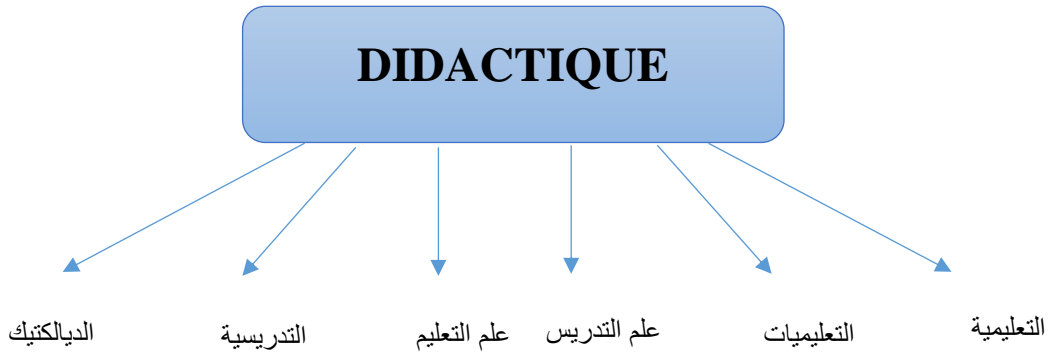 DIDACTIQUE
التعليمية
التعليميات
علم التدريس
علم التعليم
التدريسية
الديالكتيك